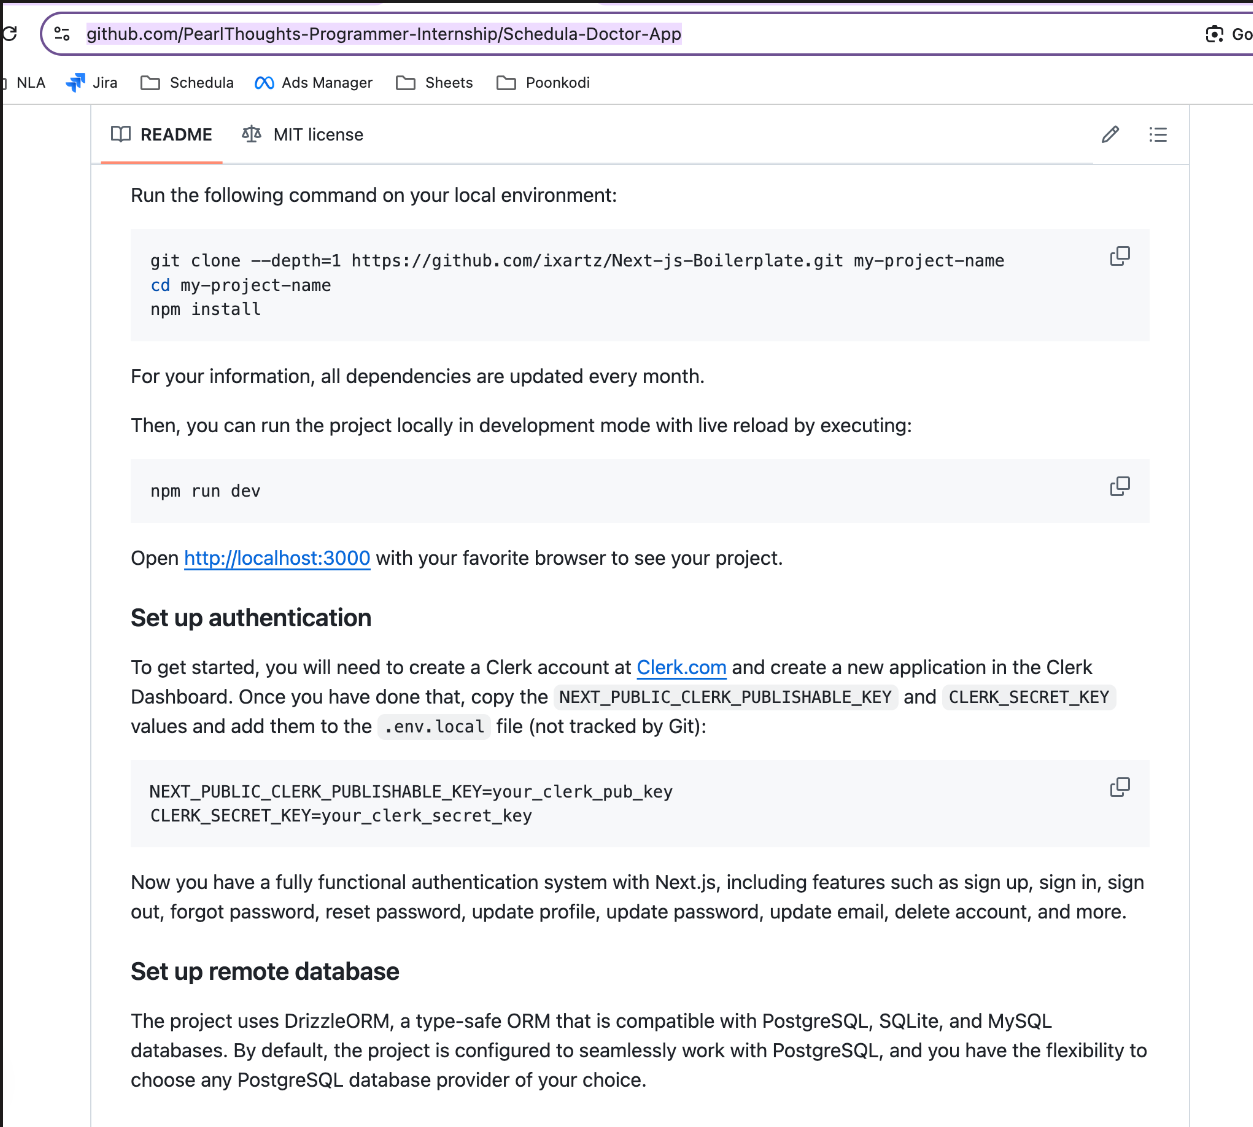 github.com/PearlThoughts-Programmer-Internship/Schedula-Doctor-App
Go
NLA
Jira
Schedula
Ads Manager
Sheets
Poonkodi
README
MIT license
Run the following command on your local environment:
git clone --depth=1 https://github.com/ixartz/Next-js-Boilerplate.git my-project-name
cd my-project-name
npm install
For your information, all dependencies are updated every month.
Then, you can run the project locally in development mode with live reload by executing:
npm run dev
Open http://localhost:3000 with your favorite browser to see your project.
Set up authentication
To get started, you will need to create a Clerk account at Clerk.com and create a new application in the Clerk
Dashboard. Once you have done that, copy the NEXT_PUBLIC_CLERK_PUBLISHABLE_KEY and CLERK_SECRET_KEY
values and add them to the .env.local file (not tracked by Git):
NEXT_PUBLIC_CLERK_PUBLISHABLE_KEY=your_clerk_pub_key
CLERK_SECRET_KEY=your_clerk_secret_key
Now you have a fully functional authentication system with Next.js, including features such as sign up, sign in, sign
out, forgot password, reset password, update profile, update password, update email, delete account, and more.
Set up remote database
The project uses DrizzleORM, a type-safe ORM that is compatible with PostgreSQL, SQLite, and MySQL
databases. By default, the project is configured to seamlessly work with PostgreSQL, and you have the flexibility to
choose any PostgreSQL database provider of your choice.